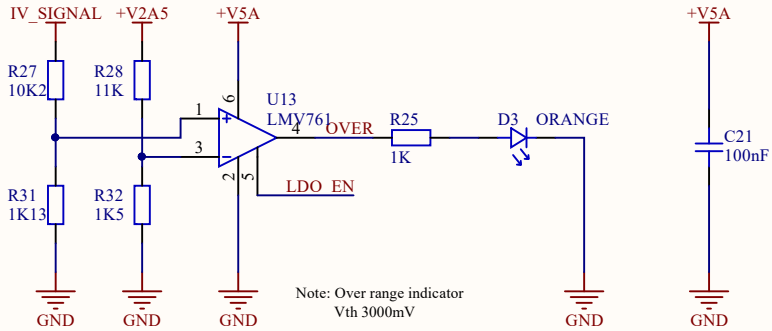 IV_SIGNAL
+V2A5
+V5A
+V5A
R27
10K2
R28
11K
U13
LMV761
1
6
+
3
-
4
2
5
OVER
R25
1K
D3
ORANGE
C21
100nF
R31
1K13
R32
1K5
LDO_EN
Note: Over range indicator
Vth 3000mV
GND
GND
GND
GND
GND